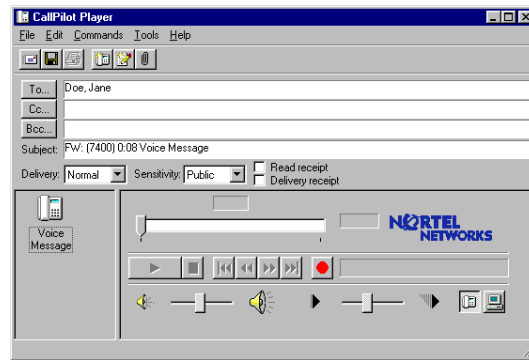 CallPilot Player
File Edit Commands Tools Help
To... Doe, Jane
Cc...
Bcc...
Subject: FW: (7400) 0:08 Voice Message
Delivery: Normal Sensitivity: Public Read receipt
Delivery receipt
Voice
Message
NORTEL
NETWORKS